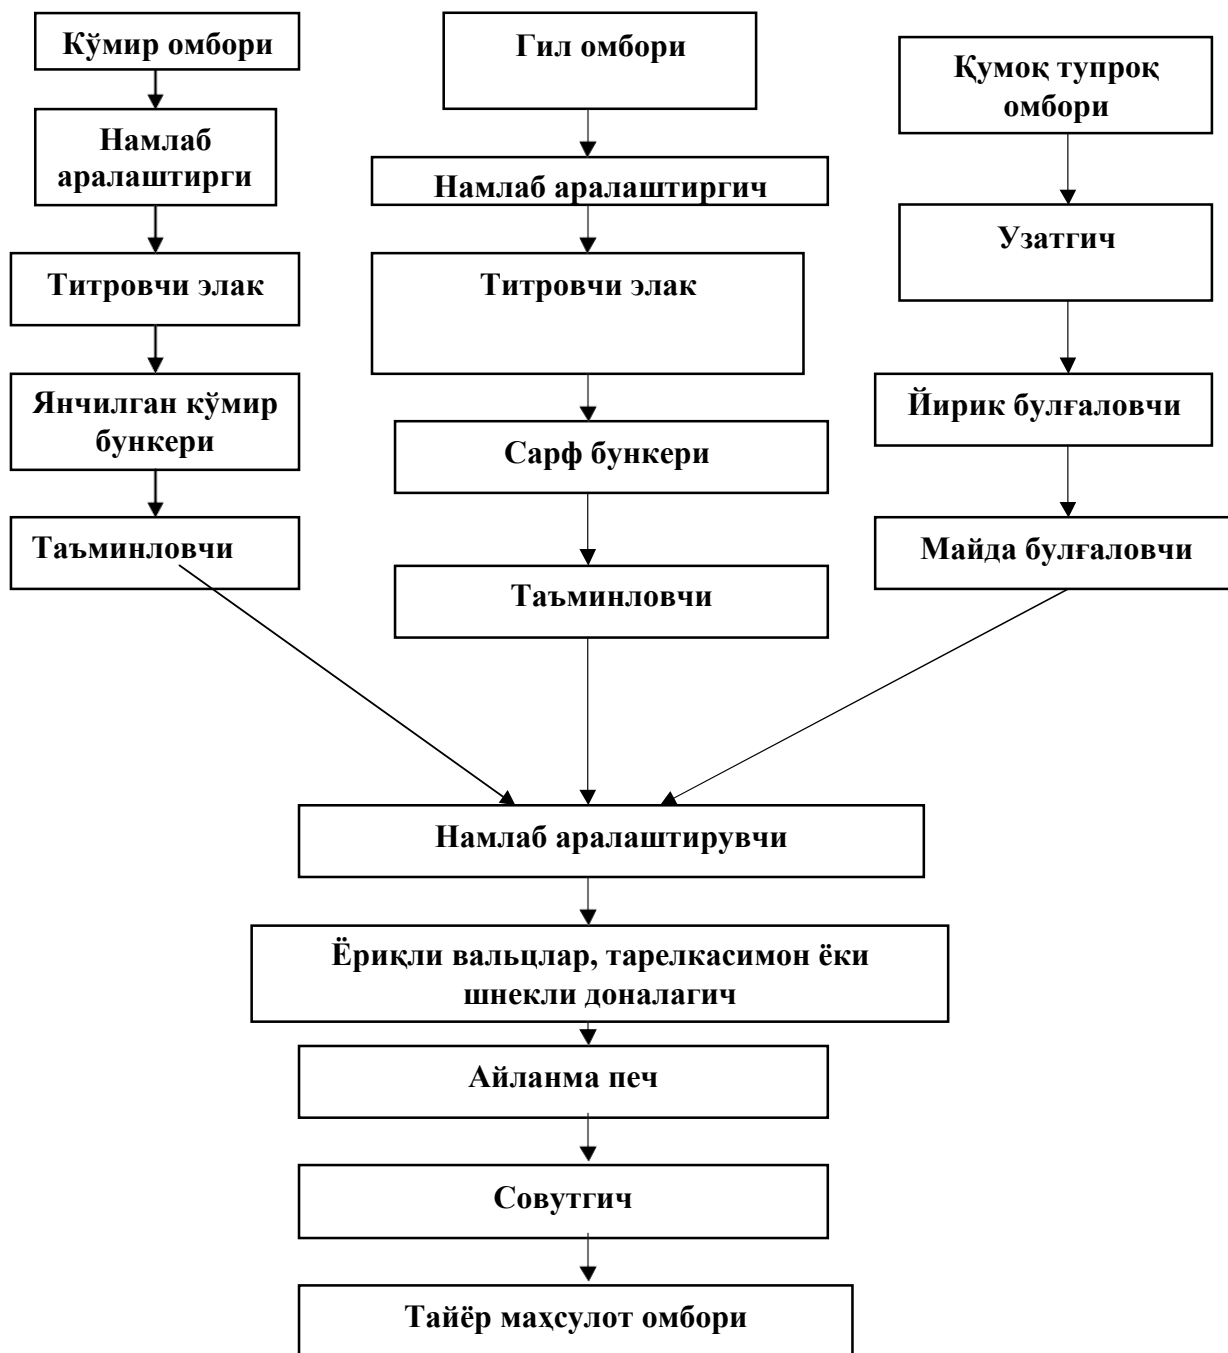 Кўмир омбори
Намлаб
аралаштирги
Титровчи элак
Янчилган кўмир
бункери
Таъминловчи
Гил омбори
Намлаб аралаштиргич
Титровчи элак
Сарф бункери
Таъминловчи
Қумоқ тупроқ
омбори
Узатгич
Йирик булғаловчи
Майда булғаловчи
Намлаб аралаштирувчи
Ёриқли вальцлар, тарелкасимон ёки
шнекли доналагич
Айланма печ
Совутгич
Тайёр маҳсулот омбори